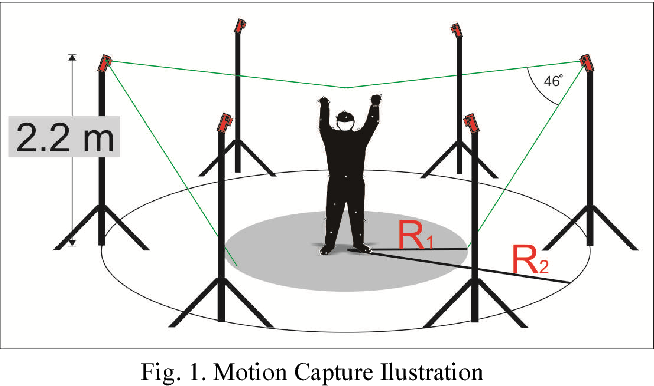 46°
2.2 m
R1
R2
Fig. 1. Motion Capture Ilustration